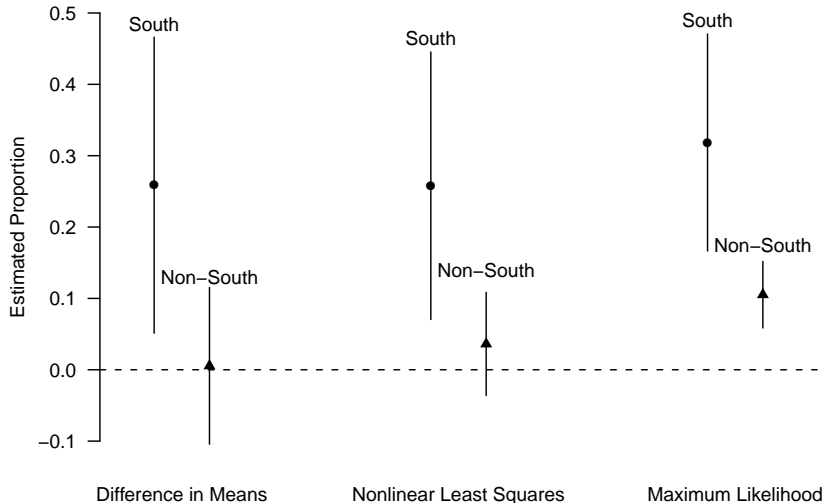 0.5
0.4
0.3
0.2
0.1
0.0
−0.1
Estimated Proportion
South
Non−South
South
Non−South
South
Non−South
Difference in Means
Nonlinear Least Squares
Maximum Likelihood